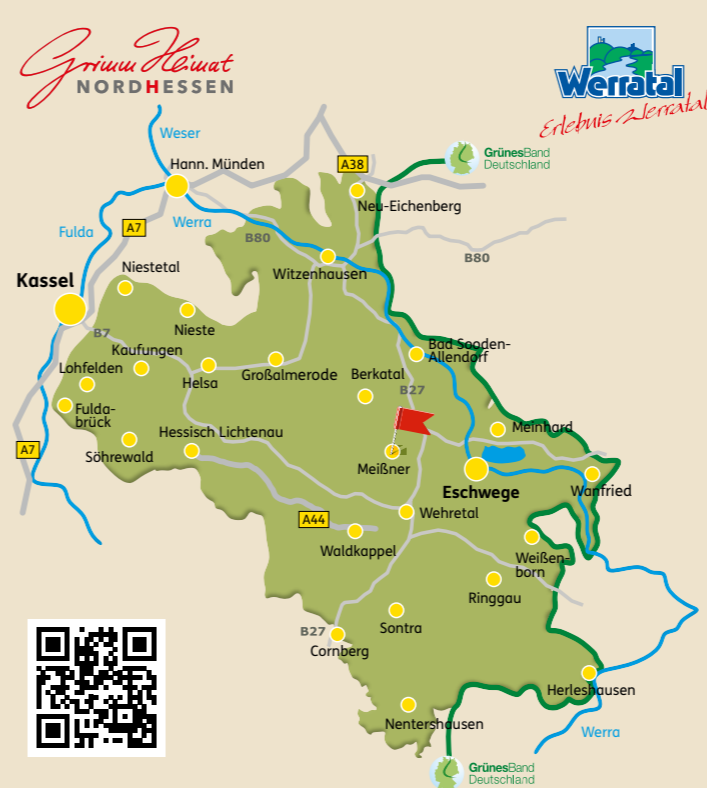 Grimm Heimat
NORDHESSEN
Werratal
Erlebnis Werratal
Weser
Hann. Münden
A38
GrünesBand
Deutschland
Neu-Eichenberg
Werra
A7
Fulda
B80
B80
Niestetal
Witzenhausen
Kassel
Nieste
B7
Kaufungen
Bad Sooden-
Allendorf
Lohfelden
Helsa
Großalmerode
Berkatal
B27
Fulda-
brück
Meinhard
Hessisch Lichtenau
A7
Söhrewald
Meißner
Eschwege
Wanfried
A44
Wehretal
Waldkappel
Weißen-
born
Ringgau
B27
Sontra
Cornberg
Herleshausen
Nentershausen
Werra
GrünesBand
Deutschland